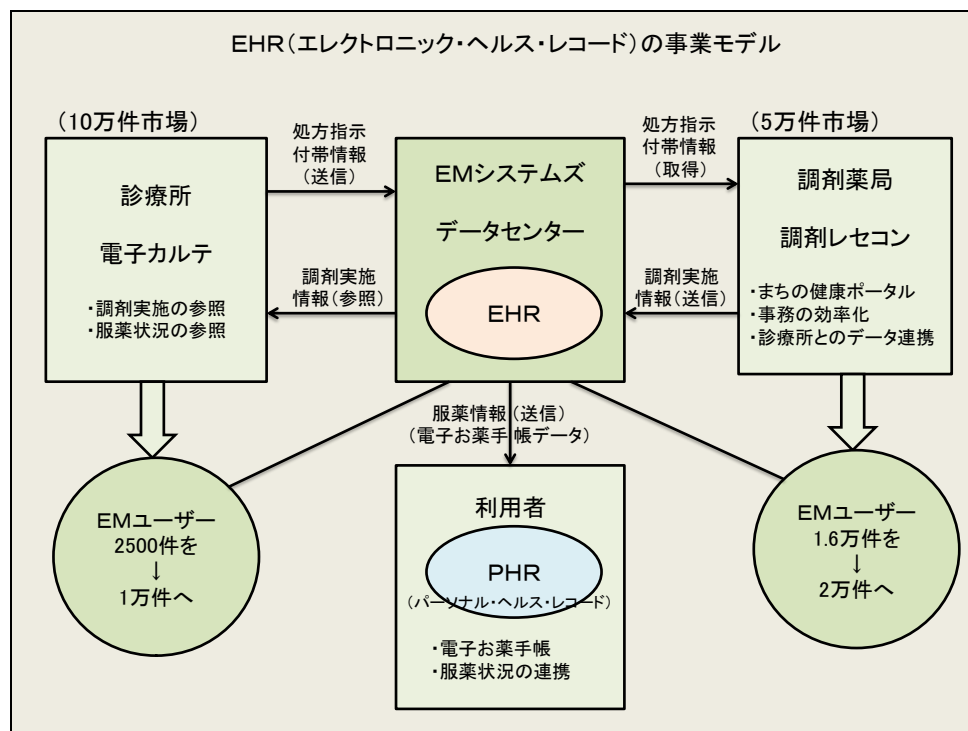 EHR(エレクトロニック・ヘルス・レコード)の事業モデル
(10万件市場)
診療所
電子カルテ
・調剤実施の参照
・服薬状況の参照
処方指示
付帯情報
(送信)
調剤実施
情報(参照)
EMシステムズ
データセンター
EHR
処方指示
付帯情報
(取得)
調剤実施
情報(送信)
(5万件市場)
調剤薬局
調剤レセコン
・まちの健康ポータル
・事務の効率化
・診療所とのデータ連携
服薬情報(送信)
(電子お薬手帳データ)
EMユーザー
2500件を
↓
1万件へ
利用者
PHR
(パーソナル・ヘルス・レコード)
・電子お薬手帳
・服薬状況の連携
EMユーザー
1.6万件を
↓
2万件へ